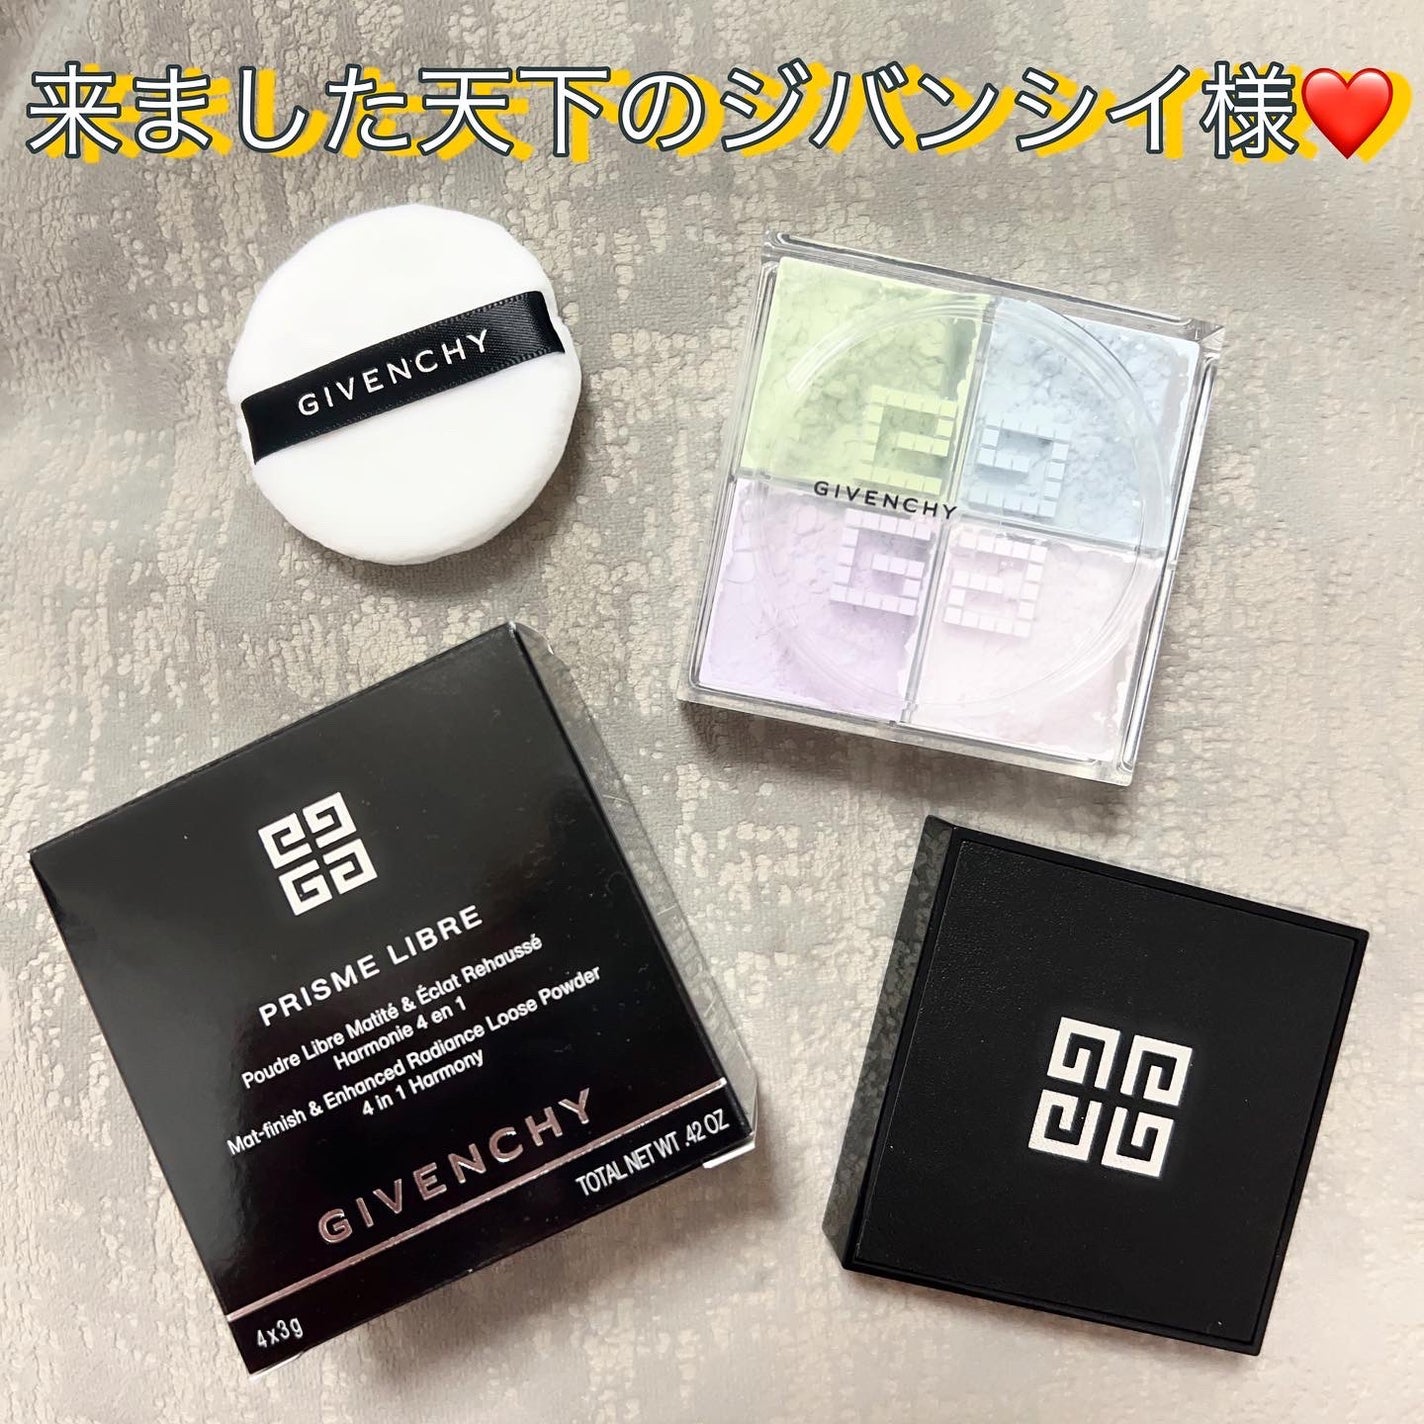 来ました天下のジバンシイ様❤️
GIVENCHY
GIVENCHY
PRISME LIBRE
Poudre Libre Matité & Éclat Rehaussé
Harmonie 4 en 1
Mat-finish & Enhanced Radiance Loose Powder
4 in 1 Harmony
GIVENCHY
4x3g
TOTAL NET WT .42 OZ